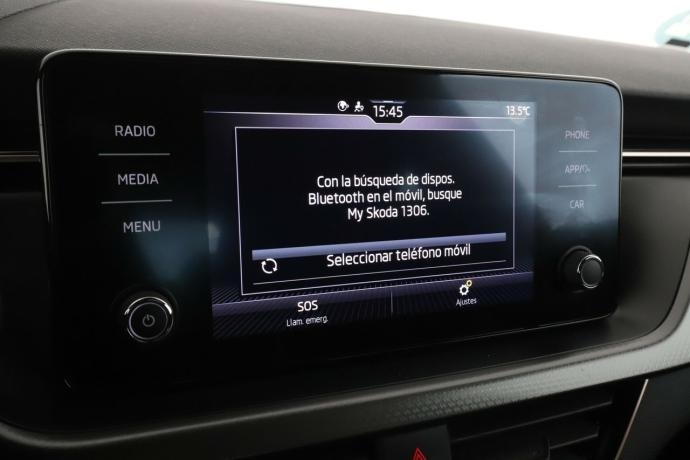 15:45
13.5°C
RADIO
MEDIA
MENU
PHONE
APP/
CAR
Con la búsqueda de dispos.
Bluetooth en el móvil, busque
My Skoda 1306.
Seleccionar teléfono móvil
SOS
Llam. emerg.
Ajustes